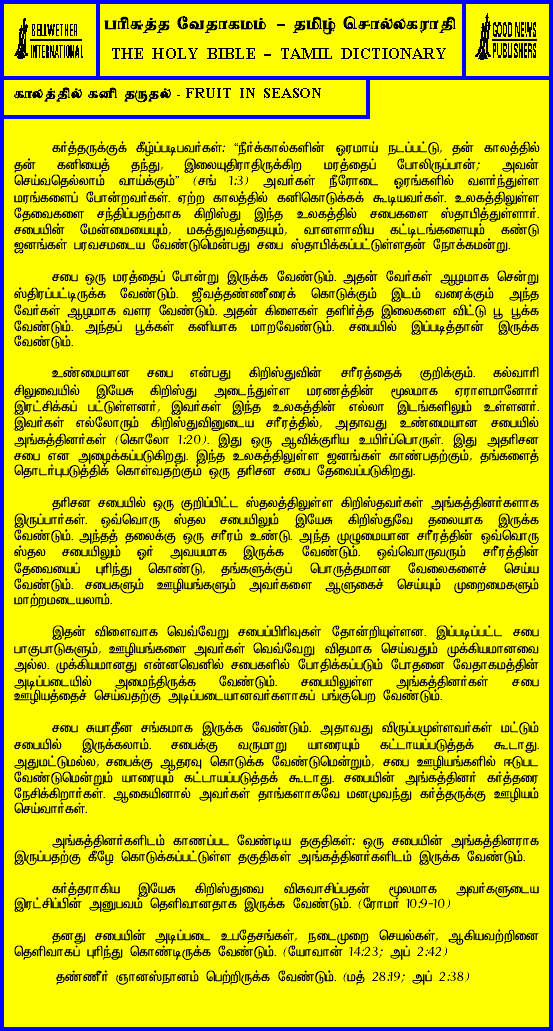 BELLWETHER
INTERNATIONAL
பரிசுத்த வேதாகமம் – தமிழ் சொல்லகராதி
THE HOLY BIBLE – TAMIL DICTIONARY
GOOD NEWS
PUBLISHERS
காலத்தில் கனி தருதல் - FRUIT IN SEASON
கர்த்தருக்குக் கீழ்ப்படிபவர்கள்: “நீர்க்கால்களின் ஓரமாய் நடப்பட்டு, தன் காலத்தில்
தன் கனியைத் தந்து, இலையுதிராதிருக்கிற மரத்தைப் போலிருப்பான்; அவன்
செய்வதெல்லாம் வாய்க்கும்” (சங் 1:3) அவர்கள் நீரோடை ஓரங்களில் வளர்ந்துள்ள
மரங்களைப் போன்றவர்கள். ஏற்ற காலத்தில் கனிகொடுக்கக் கூடியவர்கள். உலகத்திலுள்ள
தேவைகளை சந்திப்பதற்காக கிறிஸ்து இந்த உலகத்தில் சபைகளை ஸ்தாபித்துள்ளார்.
சபையின் மேன்மையையும், மகத்துவத்தையும், வானளாவிய கட்டிடங்களையும் கண்டு
ஜனங்கள் பரவசமடைய வேண்டுமென்பது சபை ஸ்தாபிக்கப்பட்டுள்ளதன் நோக்கமன்று.
சபை ஒரு மரத்தைப் போன்று இருக்க வேண்டும். அதன் வேர்கள் ஆழமாக சென்று
ஸ்திரப்பட்டிருக்க வேண்டும். ஜீவத்தண்ணீரைக் கொடுக்கும் இடம் வரைக்கும் அந்த
வேர்கள் ஆழமாக வளர வேண்டும். அதன் கிளைகள் தளிர்த்த இலைகளை விட்டு பூ பூக்க
வேண்டும். அந்தப் பூக்கள் கனியாக மாறவேண்டும். சபையில் இப்படித்தான் இருக்க
வேண்டும்.
உண்மையான சபை என்பது கிறிஸ்துவின் சரீரத்தைக் குறிக்கும். கல்வாரி
சிலுவையில் இயேசு கிறிஸ்து அடைந்துள்ள மரணத்தின் மூலமாக ஏராளமானோர்
இரட்சிக்கப் பட்டுள்ளனர், இவர்கள் இந்த உலகத்தின் எல்லா இடங்களிலும் உள்ளனர்.
இவர்கள் எல்லோரும் கிறிஸ்துவினுடைய சரீரத்தில், அதாவது உண்மையான சபையில்
அங்கத்தினர்கள் (கொலோ 1:20). இது ஒரு ஆவிக்குரிய உயிர்ப்பொருள். இது அதரிசன
சபை என அழைக்கப்படுகிறது. இந்த உலகத்திலுள்ள ஜனங்கள் காண்பதற்கும், தங்களைத்
தொடர்புபடுத்திக் கொள்வதற்கும் ஒரு தரிசன சபை தேவைப்படுகிறது.
தரிசன சபையில் ஒரு குறிப்பிட்ட ஸ்தலத்திலுள்ள கிறிஸ்தவர்கள் அங்கத்தினர்களாக
இருப்பார்கள். ஒவ்வொரு ஸ்தல சபையிலும் இயேசு கிறிஸ்துவே தலையாக இருக்க
வேண்டும். அந்தத் தலைக்கு ஒரு சரீரம் உண்டு. அந்த முழுமையான சரீரத்தின் ஒவ்வொரு
ஸ்தல சபையிலும் ஓர் அவயமாக இருக்க வேண்டும். ஒவ்வொருவரும் சரீரத்தின்
தேவையைப் புரிந்து கொண்டு, தங்களுக்குப் பொருத்தமான வேலைகளைச் செய்ய
வேண்டும். சபைகளும் ஊழியங்களும் அவர்களை ஆளுகைச் செய்யும் முறைமைகளும்
மாற்றமடையலாம்.
இதன் விளைவாக வெவ்வேறு சபைப்பிரிவுகள் தோன்றியுள்ளன. இப்படிப்பட்ட சபை
பாகுபாடுகளும், ஊழியங்களை அவர்கள் வெவ்வேறு விதமாக செய்வதும் முக்கியமானவை
அல்ல. முக்கியமானது என்னவெனில் சபைகளில் போதிக்கப்படும் போதனை வேதாகமத்தின்
அடிப்படையில் அமைந்திருக்க வேண்டும். சபையிலுள்ள அங்கத்தினர்கள் சபை
ஊழியத்தைச் செய்வதற்கு அடிப்படையானவர்களாகப் பங்குபெற வேண்டும்.
சபை சுயாதீன சங்கமாக இருக்க வேண்டும். அதாவது விருப்பமுள்ளவர்கள் மட்டும்
சபையில் இருக்கலாம். சபைக்கு வருமாறு யாரையும் கட்டாயப்படுத்தக் கூடாது.
அதுமட்டுமல்ல, சபைக்கு ஆதரவு கொடுக்க வேண்டுமென்றும், சபை ஊழியங்களில் ஈடுபட
வேண்டுமென்றும் யாரையும் கட்டாயப்படுத்தக் கூடாது. சபையின் அங்கத்தினர் கர்த்தரை
நேசிக்கிறார்கள். ஆகையினால் அவர்கள் தாங்களாகவே மனமுவந்து கர்த்தருக்கு ஊழியம்
செய்வார்கள்.
அங்கத்தினர்களிடம் காணப்பட வேண்டிய தகுதிகள்: ஒரு சபையின் அங்கத்தினராக
இருப்பதற்கு கீழே கொடுக்கப்பட்டுள்ள தகுதிகள் அங்கத்தினர்களிடம் இருக்க வேண்டும்.
கர்த்தராகிய இயேசு கிறிஸ்துவை விசுவாசிப்பதன் மூலமாக அவர்களுடைய
இரட்சிப்பின் அனுபவம் தெளிவானதாக இருக்க வேண்டும். (ரோமர் 10:9-10)
தனது சபையின் அடிப்படை உபதேசங்கள், நடைமுறை செயல்கள், ஆகியவற்றினை
தெளிவாகப் புரிந்து கொண்டிருக்க வேண்டும். (யோவான் 14:23; அப் 2:42)
தண்ணீர் ஞானஸ்நானம் பெற்றிருக்க வேண்டும். (மத் 28:19; அப் 2:38)